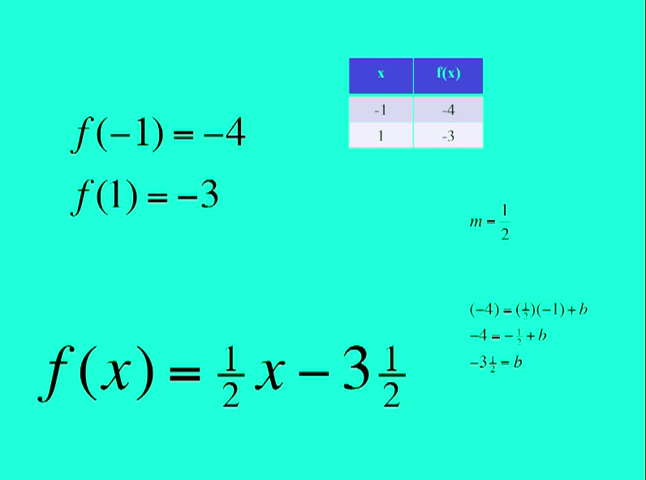 x f(x)
-1 -4
1 -3
f(−1) = −4
f(1) = −3
m = 1/2
(−4) = (1/2)(−1) + b
−4 = − 1/2 + b
−3 1/2 = b
f(x) = 1/2 x − 3 1/2